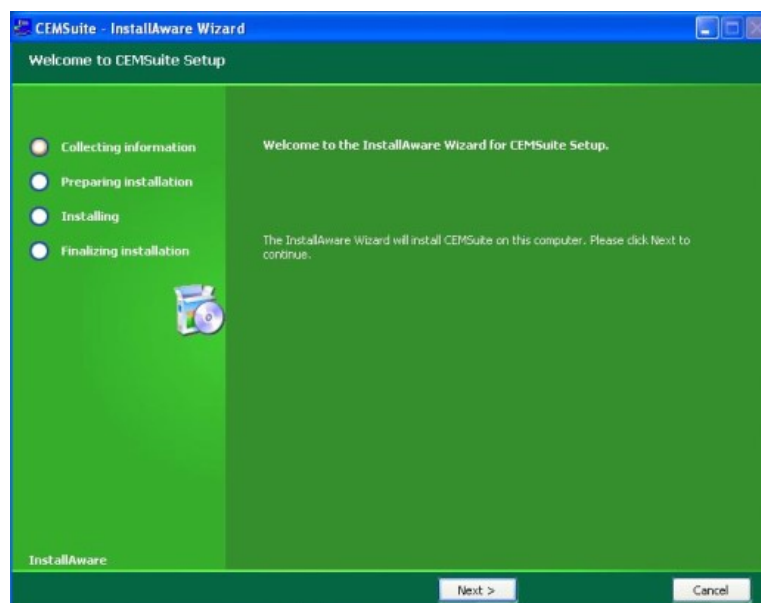 CEMSuite - InstallAware Wizard
Welcome to CEMSuite Setup
Collecting information
Preparing installation
Installing
Finalizing installation
Welcome to the InstallAware Wizard for CEMSuite Setup.
The InstallAware Wizard will install CEMSuite on this computer. Please click Next to
continue.
InstallAware
Next >
Cancel